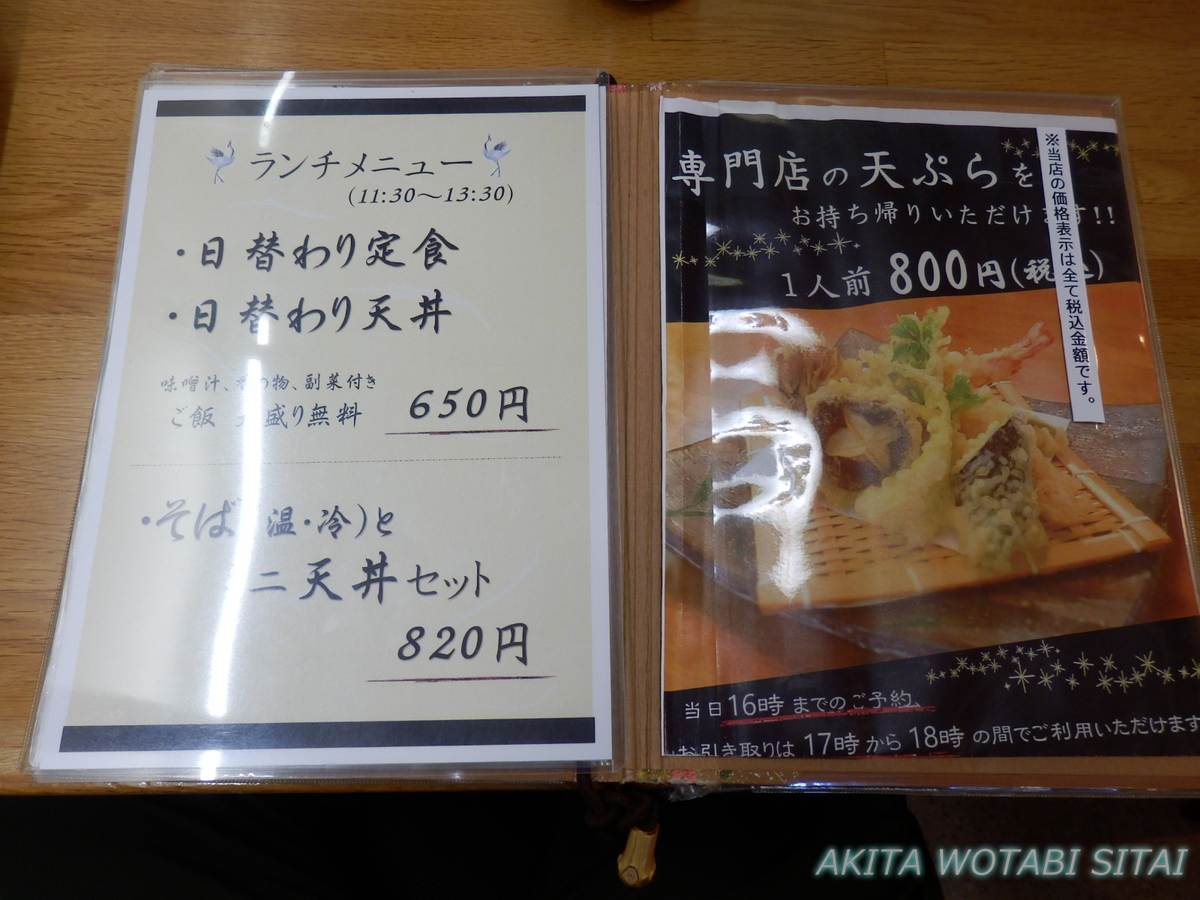 ランチメニュー
(11:30～13:30)
・日替わり定食
・日替わり天丼
味噌汁、の物、副菜付き
ご飯 盛り無料
650円
・そば 温・冷)と
ニ天丼セット
820円
専門店の天ぷらを
お持ち帰りいただけます!!
1人前 800円(税込)
※当店の価格表示は全て税込金額です。
当日16時までのご予約、
お引き取りは 17時から18時の間でご利用いただけます
AKITA WOTABI SITAI